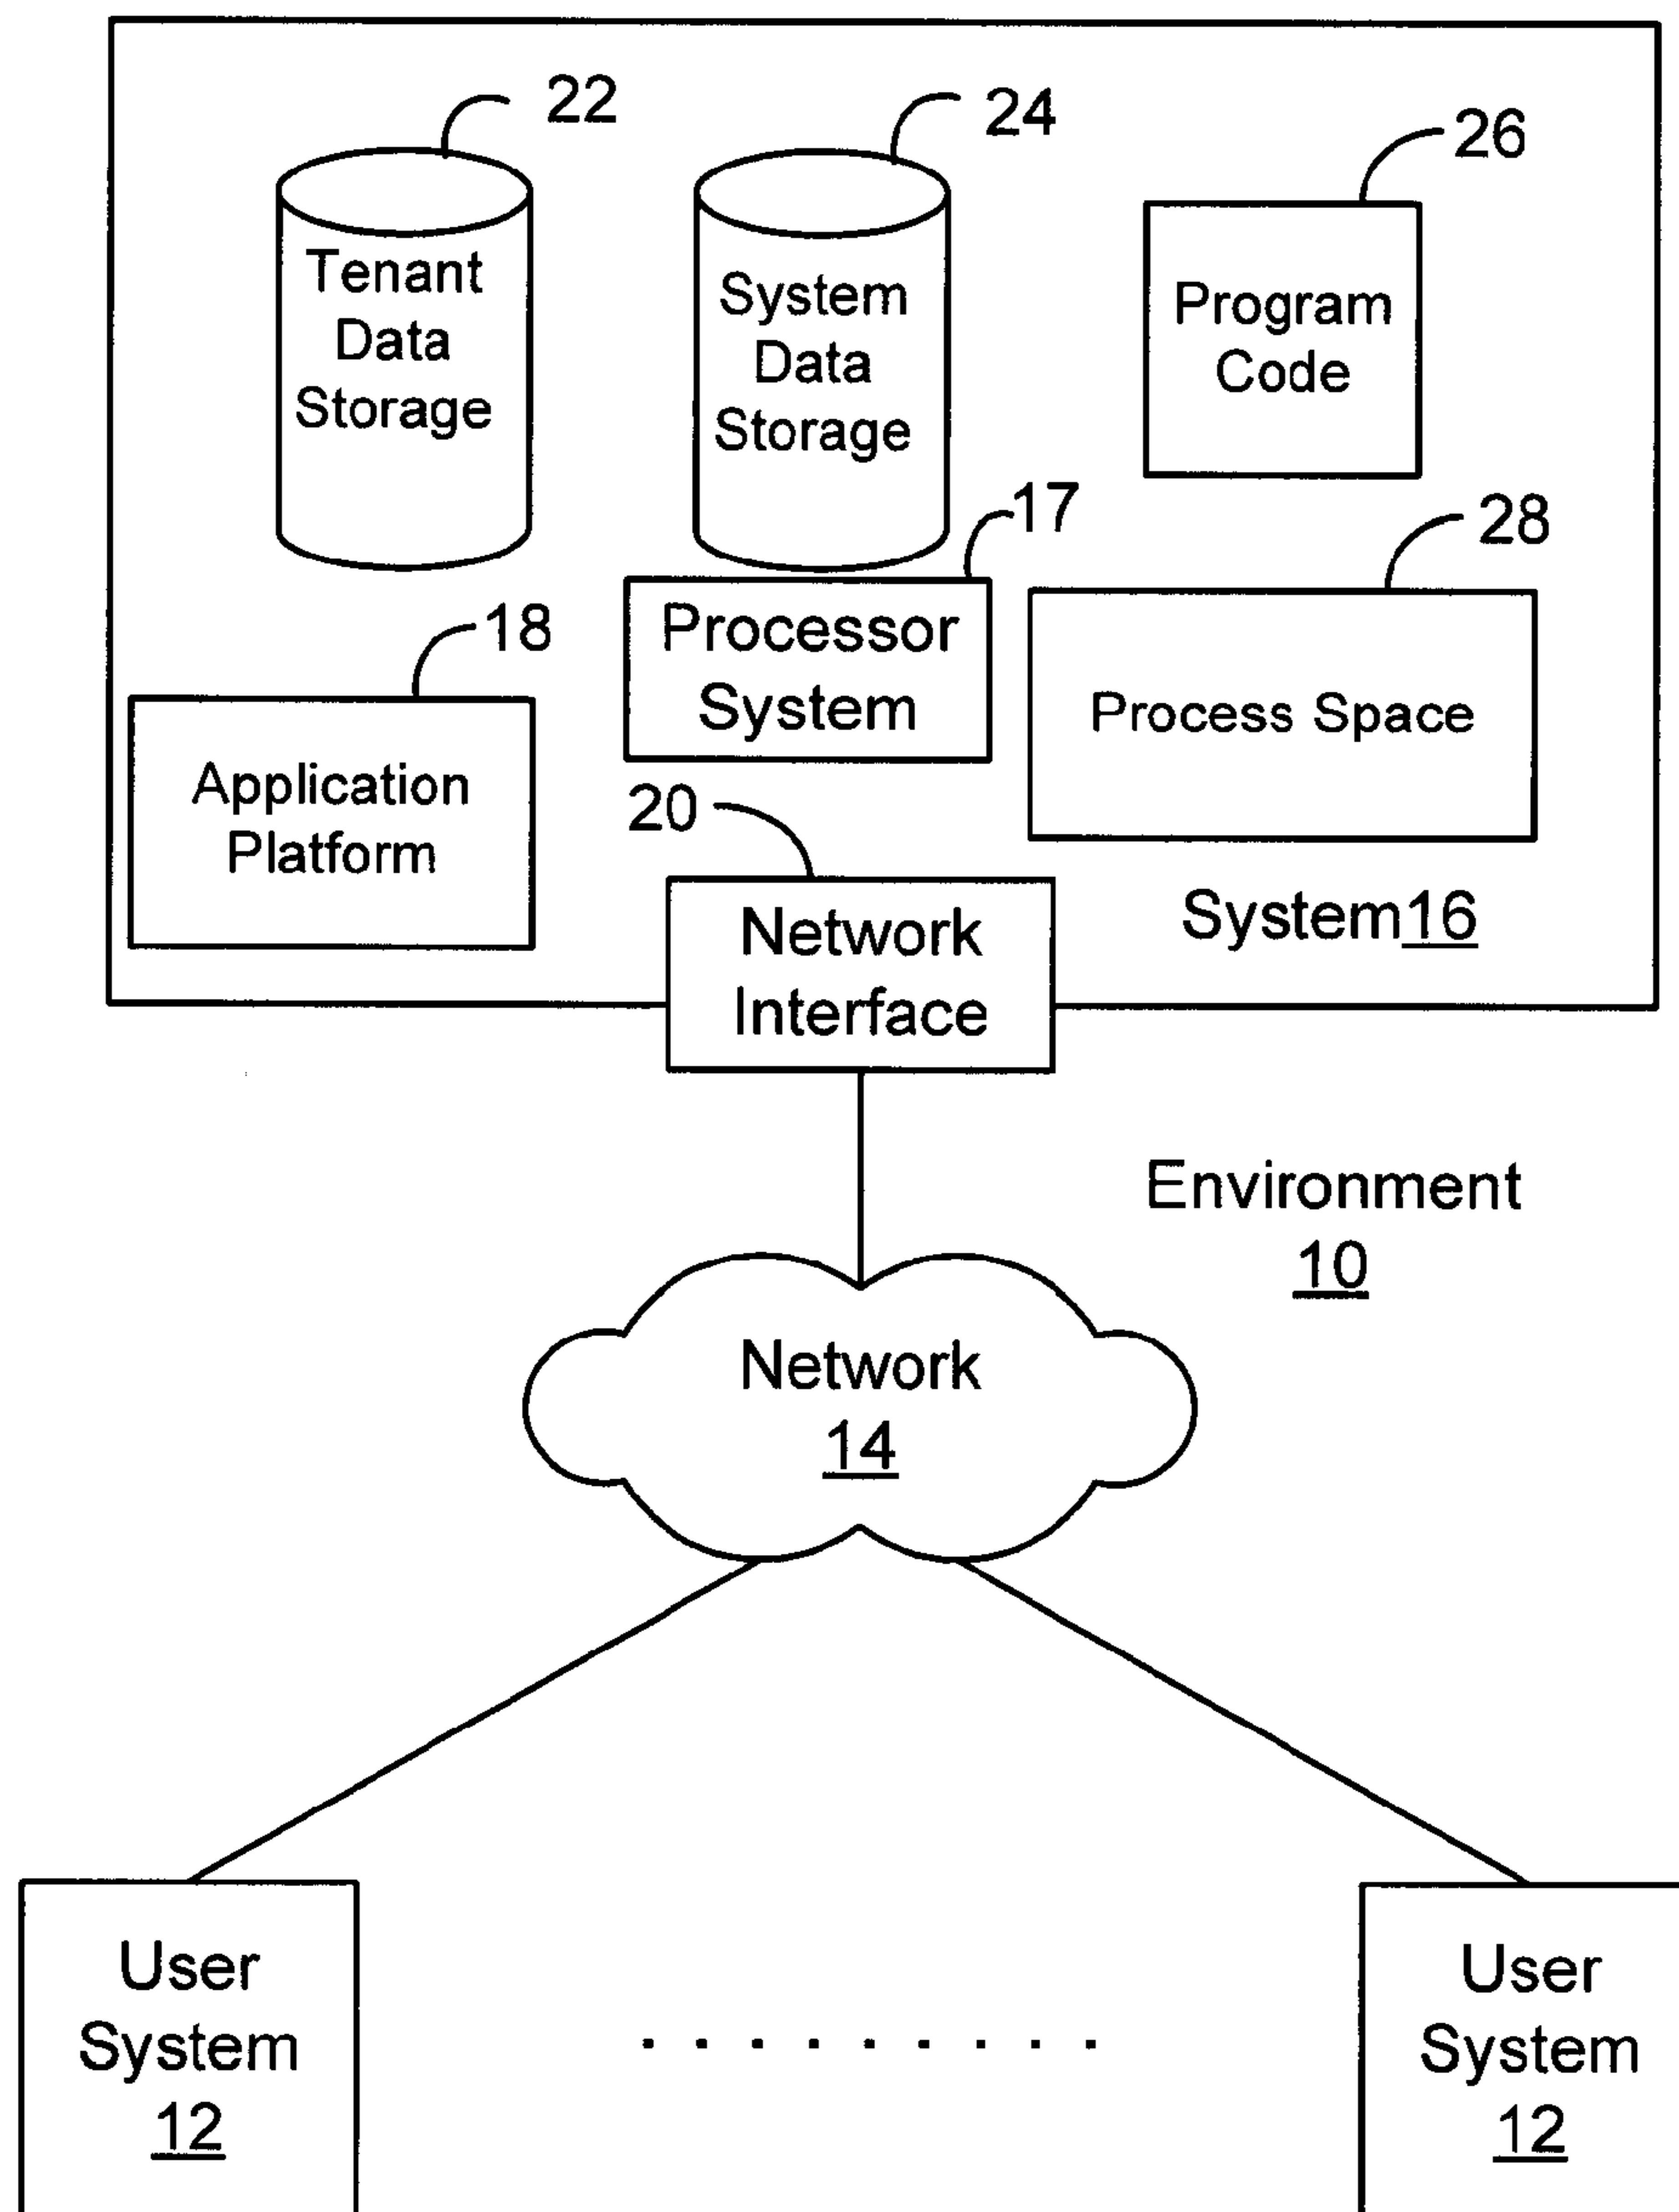 22
24
26
Tenant
Data
Storage
System
Data
Storage
Program
Code
17
28
18
Processor
System
Process Space
Application
Platform
20
Network
Interface
System16
Environment
10
Network
14
User
System
12
. . . . . . . . .
User
System
12